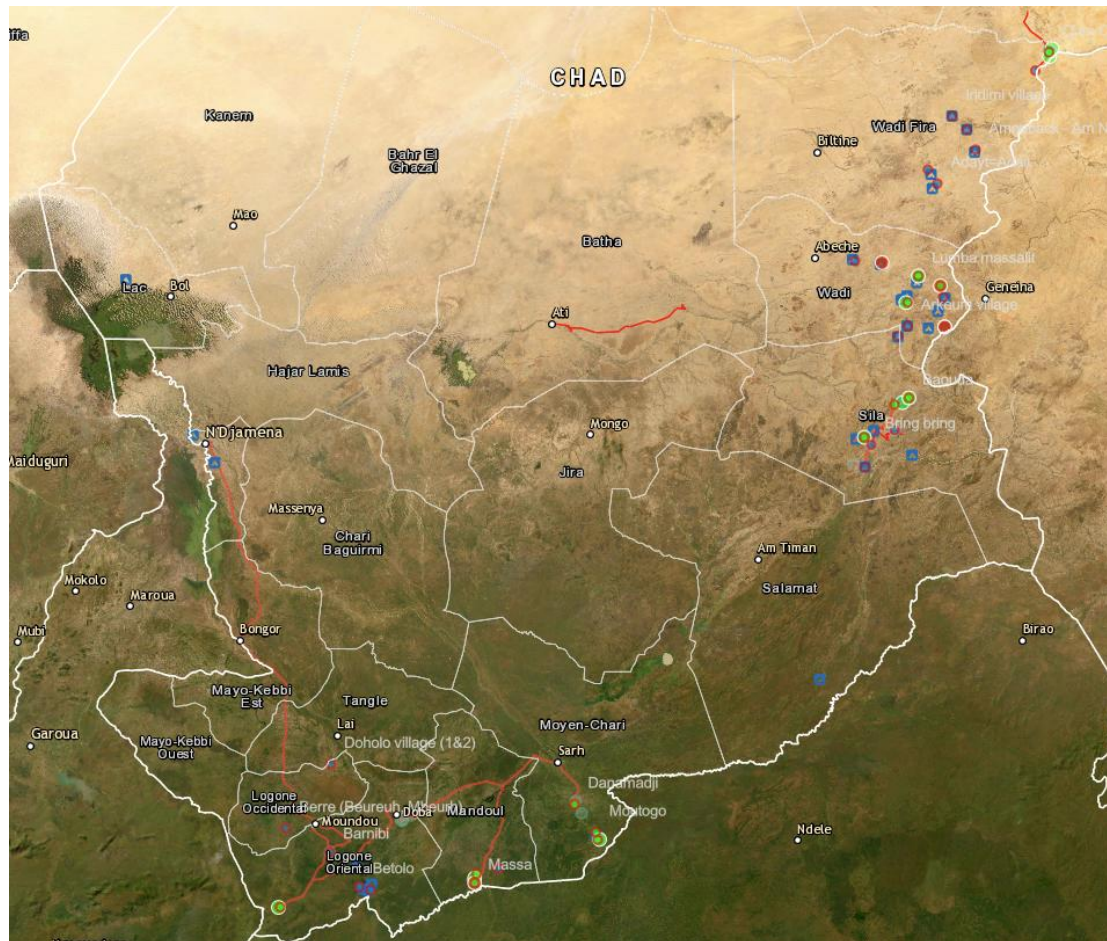 CHAD
Iridimi village
Kanem
Wadi Fira
Biltine
Bahr El
Ghazal
Mao
Batha
Abeche
Lumba massalit
Lac
Bol
Wadi
Geneina
Arkoum village
Ati
Hajar Lamis
Sila
Bring bring
N'Djamena
Mongo
Maiduguri
Jira
Massenya
Chari
Baguirmi
Am Timan
Mokolo
Salamat
Maroua
Mubi
Bongor
Birao
Mayo-Kebbi
Est
Tangle
Moyen-Chari
Garoua
Mayo-Kebbi
Ouest
Lai
Doholo village (1&2)
Sarh
Danamadji
Logone
Occidental
Doba
Mandoul
Moutogo
Moundou
Barnibi
Ndele
Logone
Oriental
Betolo
Massa